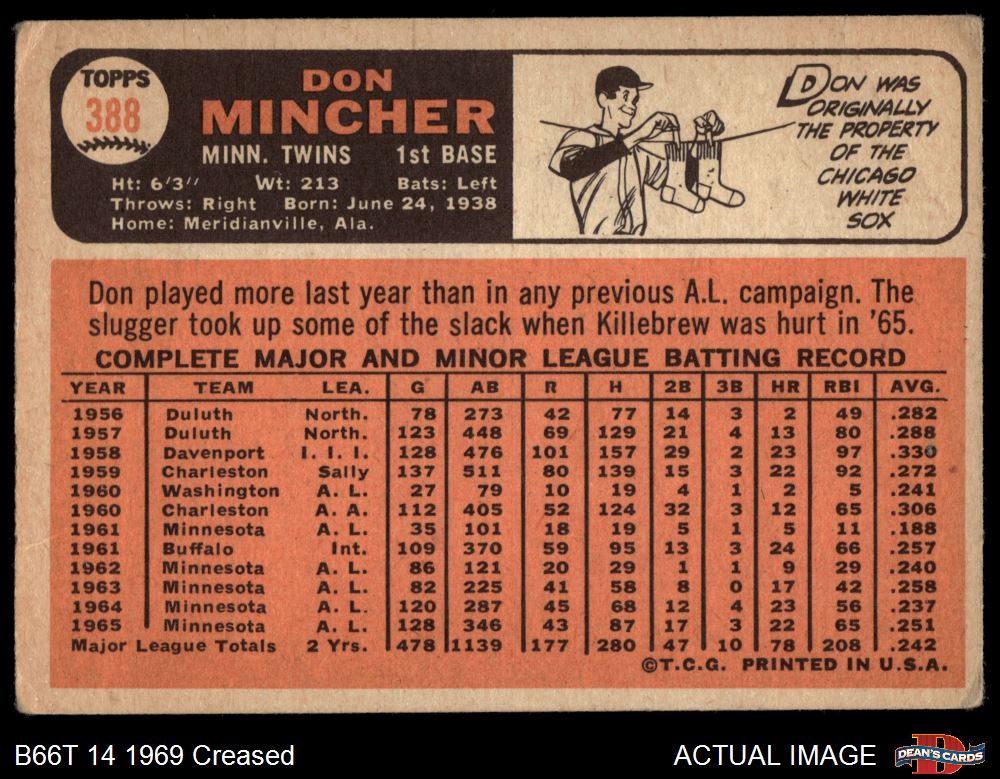 TOPPS
388
DON
MINCHER
MINN. TWINS 1st BASE
Ht: 6'3'' Wt: 213 Bats: Left
Throws: Right Born: June 24, 1938
Home: Meridianville, Ala.
DON WAS
ORIGINALLY
THE PROPERTY
OF THE
CHICAGO
WHITE
SOX
Don played more last year than in any previous A.L. campaign. The
slugger took up some of the slack when Killebrew was hurt in '65.
COMPLETE MAJOR AND MINOR LEAGUE BATTING RECORD
YEAR TEAM LEA. G AB R H 2B 3B HR RBI AVG.
1956 Duluth North. 78 273 42 77 14 3 2 49 .282
1957 Duluth North. 123 448 69 129 21 4 13 80 .288
1958 Davenport I. I. I. 128 476 101 157 29 2 23 97 .330
1959 Charleston Sally 137 511 80 139 15 3 22 92 .272
1960 Washington A. L. 27 79 10 19 4 1 2 5 .241
1960 Charleston A. A. 112 405 52 124 32 3 12 65 .306
1961 Minnesota A. L. 35 101 18 19 5 1 5 11 .188
1961 Buffalo Int. 109 370 59 95 13 3 24 66 .257
1962 Minnesota A. L. 86 121 20 29 1 1 9 29 .240
1963 Minnesota A. L. 82 225 41 58 8 0 17 42 .258
1964 Minnesota A. L. 120 287 45 68 12 4 23 56 .237
1965 Minnesota A. L. 128 346 43 87 17 3 22 65 .251
Major League Totals 2 Yrs. 478 1139 177 280 47 10 78 208 .242
©T.C.G. PRINTED IN U.S.A.
B66T 14 1969 Creased
ACTUAL IMAGE
DEAN'S CARDS